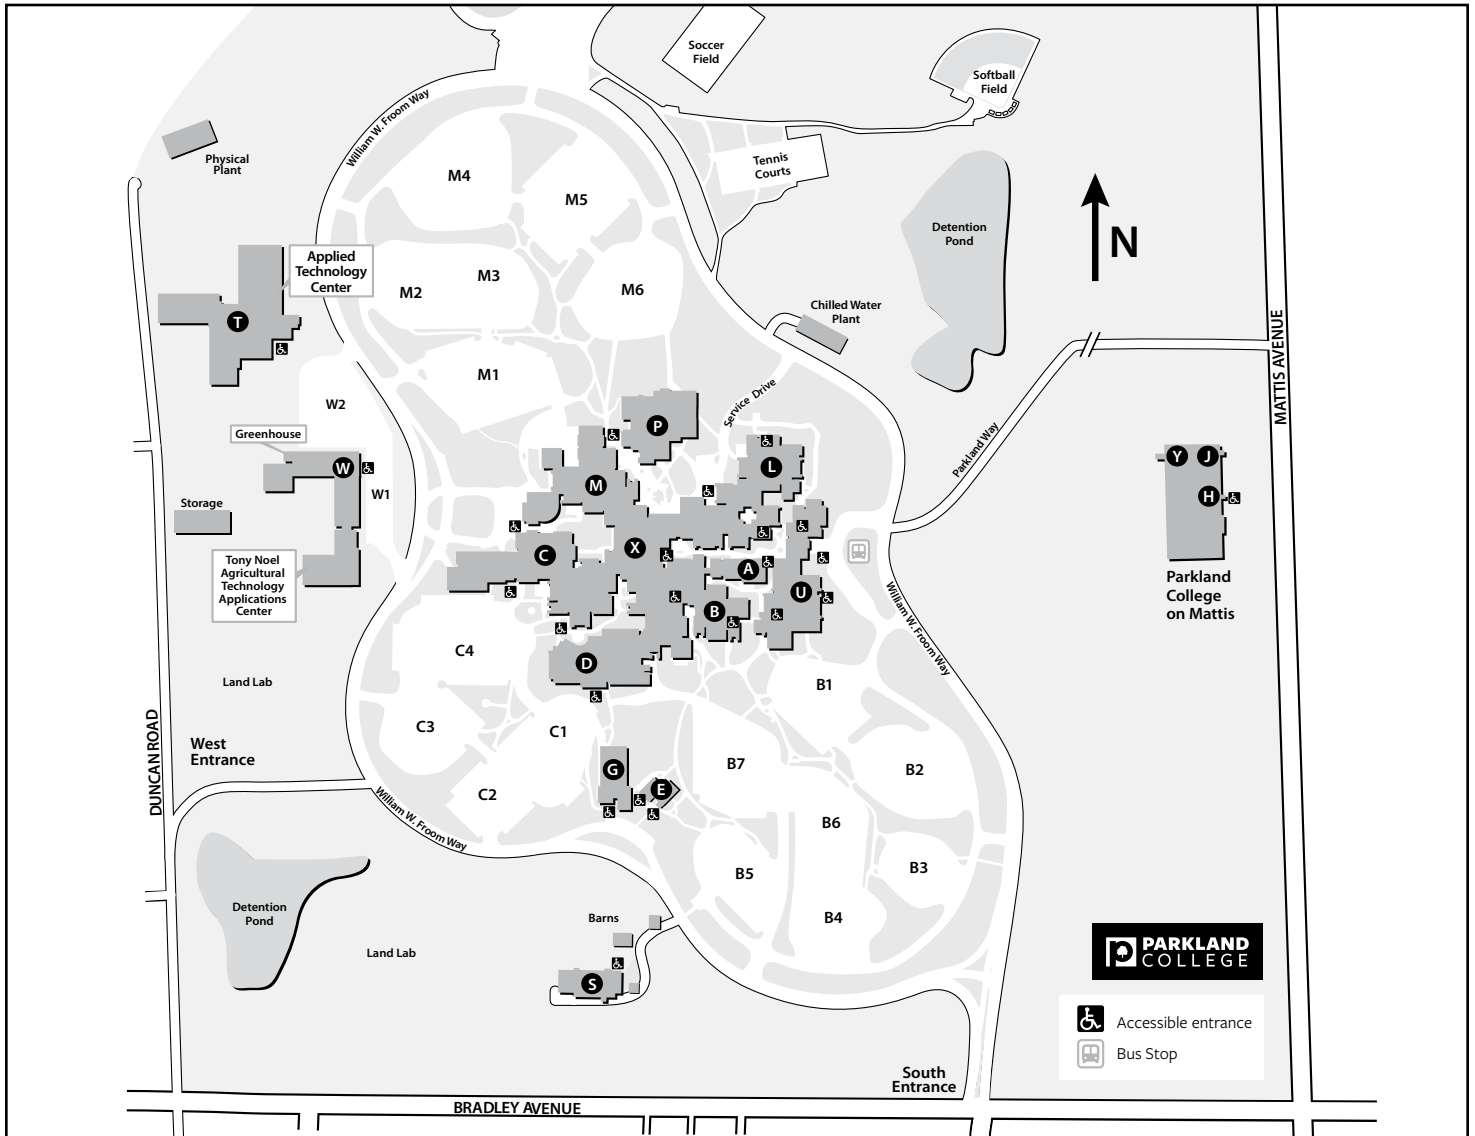 Soccer
Field
Softball
Field
William W. Froom Way
Physical
Plant
Tennis
Courts
M4
M5
Detention
Pond
N
Applied
Technology
Center
M3
M2
M6
Chilled Water
Plant
T
MATTIS AVENUE
M1
Service Drive
W2
P
Greenhouse
Parkland Way
W
L
Y
J
M
W1
H
Storage
C
X
A
Tony Noel
Agricultural
Technology
Applications
Center
U
B
Parkland
College
on Mattis
William W. Froom Way
C4
D
Land Lab
B1
C3
C1
DUNCAN ROAD
West
Entrance
G
B7
B2
E
C2
William W. Froom Way
B6
B5
B3
Detention
Pond
Barns
B4
Land Lab
PARKLAND
COLLEGE
S
Accessible entrance
Bus Stop
South
Entrance
BRADLEY AVENUE